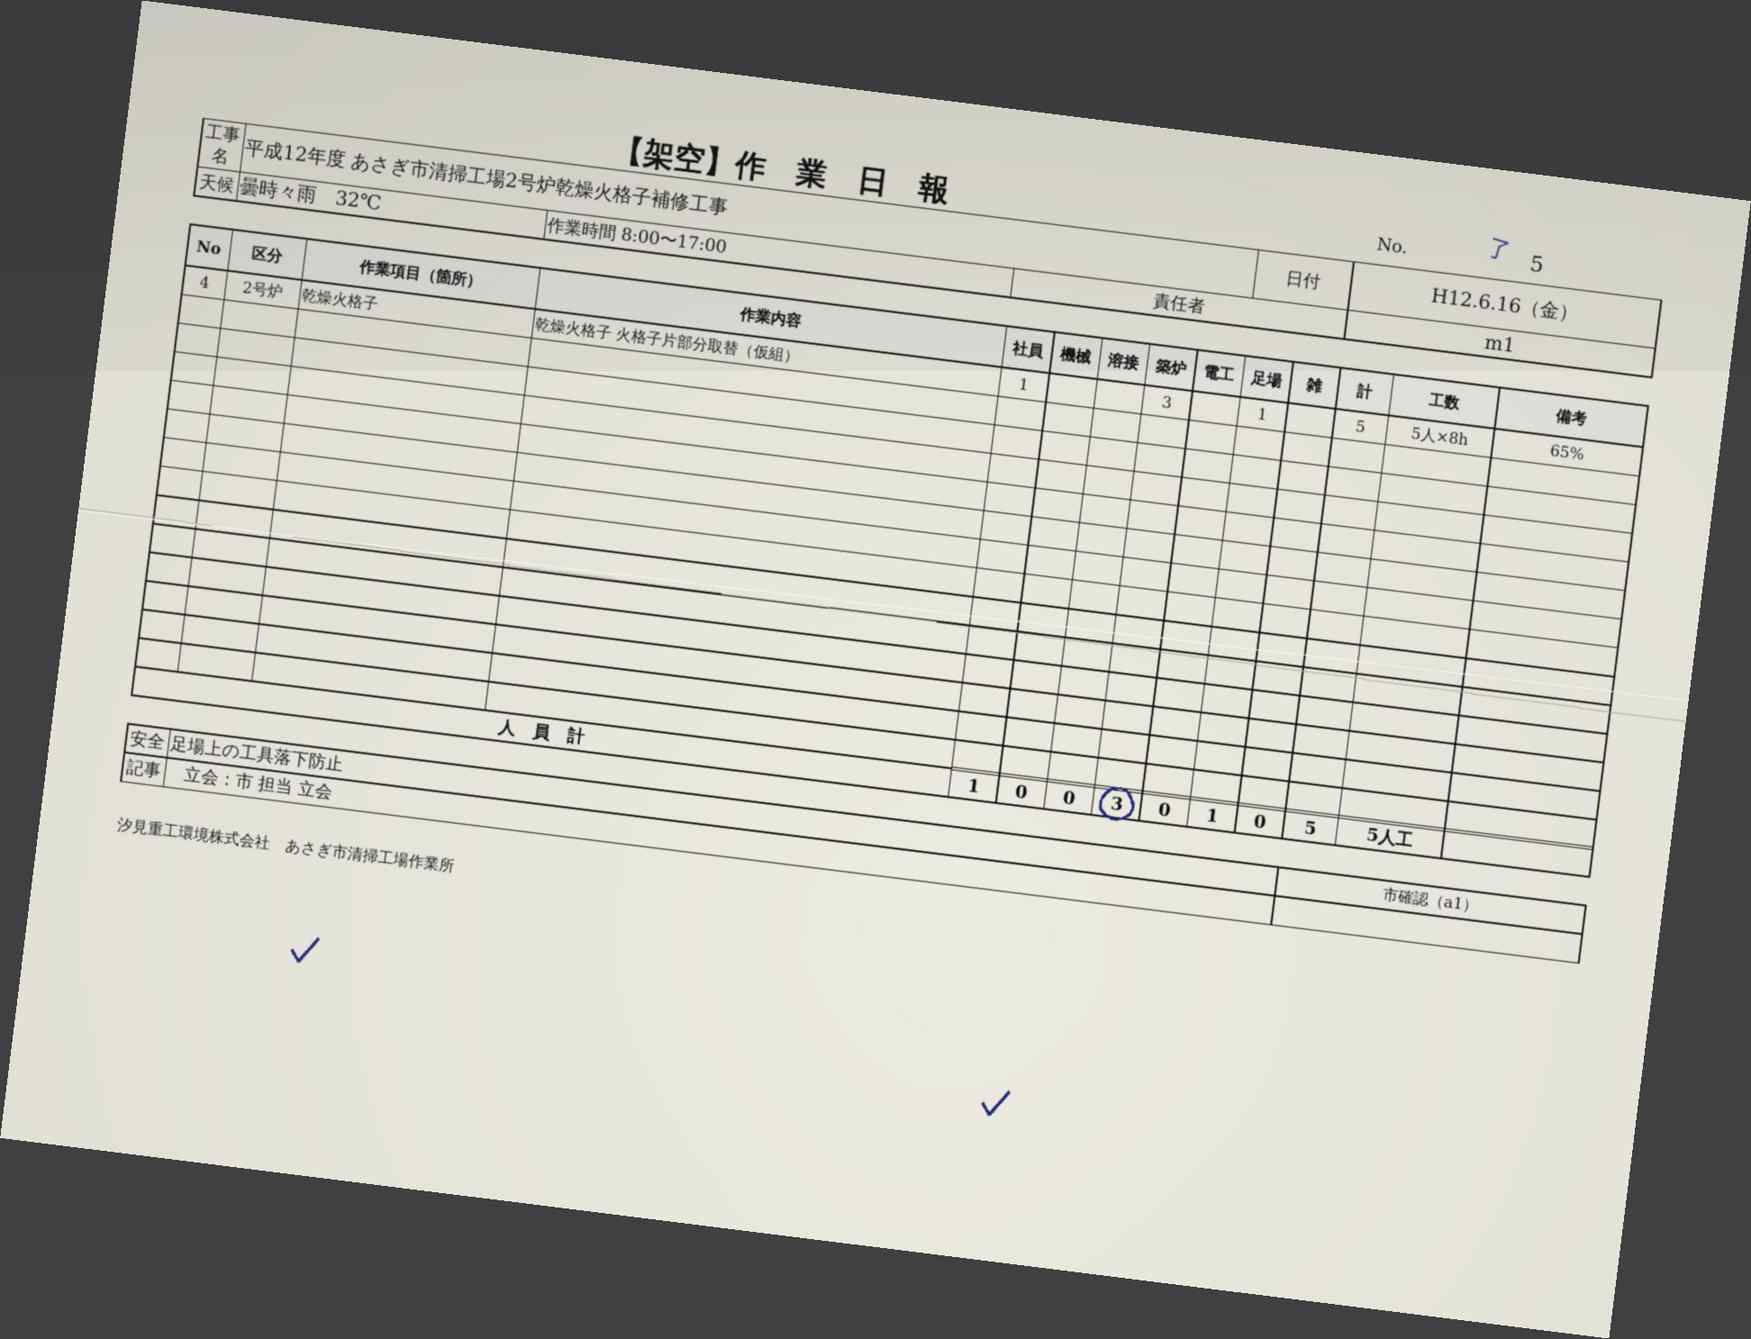 【架空】作 業 日 報
No. 了 5
工事名 平成12年度 あさぎ市清掃工場2号炉乾燥火格子補修工事 日付 H12.6.16（金）
天候 曇時々雨 32℃ 作業時間 8:00〜17:00 責任者 m1
No 区分 作業項目（箇所） 作業内容 社員 機械 溶接 築炉 電工 足場 雑 計 工数 備考
4 2号炉 乾燥火格子 乾燥火格子 火格子片部分取替（仮組） 1 3 1 5 5人×8h 65%
人 員 計 1 0 0 3 0 1 0 5 5人工
安全 足場上の工具落下防止 市確認（a1）
記事 立会：市 担当 立会
汐見重工環境株式会社 あさぎ市清掃工場作業所